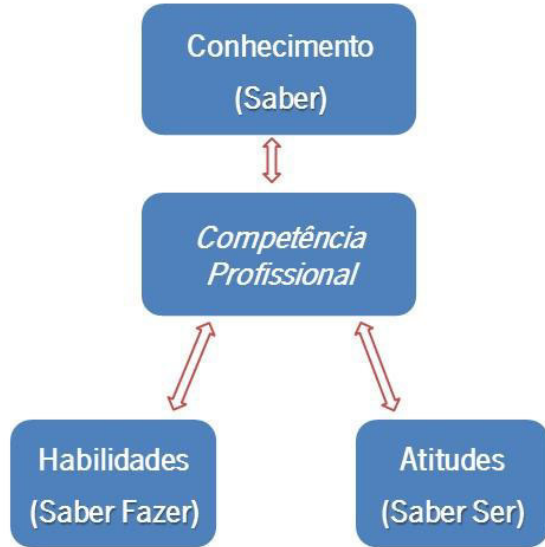 Conhecimento
(Saber)
Competência
Profissional
Habilidades
(Saber Fazer)
Atitudes
(Saber Ser)